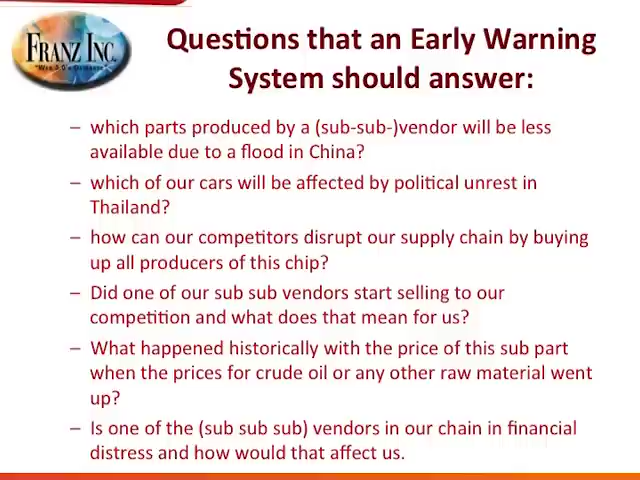 FRANZ INC.
Questions that an Early Warning
System should answer:
– which parts produced by a (sub-sub-)vendor will be less
available due to a flood in China?
– which of our cars will be affected by political unrest in
Thailand?
– how can our competitors disrupt our supply chain by buying
up all producers of this chip?
– Did one of our sub sub vendors start selling to our
competition and what does that mean for us?
– What happened historically with the price of this sub part
when the prices for crude oil or any other raw material went
up?
– Is one of the (sub sub sub) vendors in our chain in financial
distress and how would that affect us.